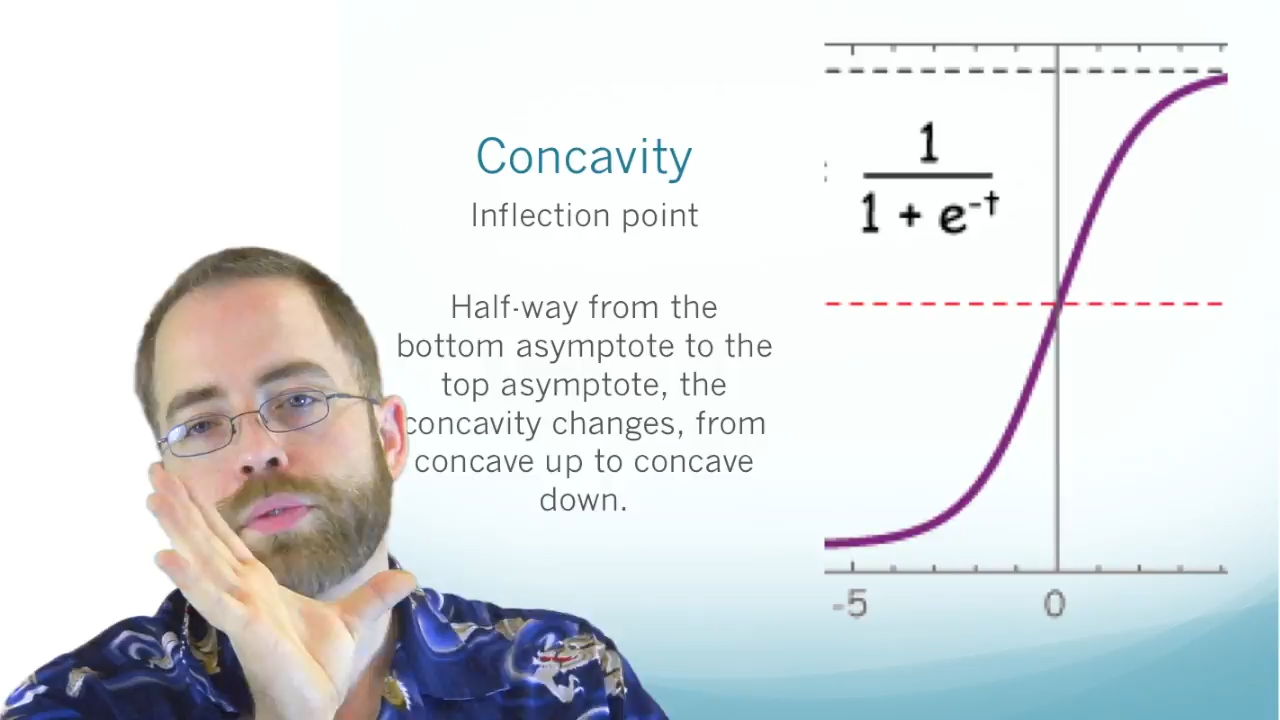 Concavity
Inflection point
Half-way from the
bottom asymptote to the
top asymptote, the
concavity changes, from
concave up to concave
down.
1
1 + e^-t
-5
0